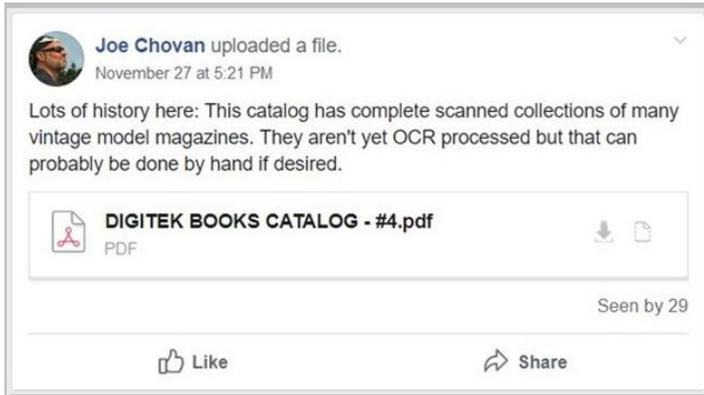 Joe Chovan uploaded a file.
November 27 at 5:21 PM
Lots of history here: This catalog has complete scanned collections of many
vintage model magazines. They aren't yet OCR processed but that can
probably be done by hand if desired.
DIGITEK BOOKS CATALOG - #4.pdf
PDF
Seen by 29
Like
Share